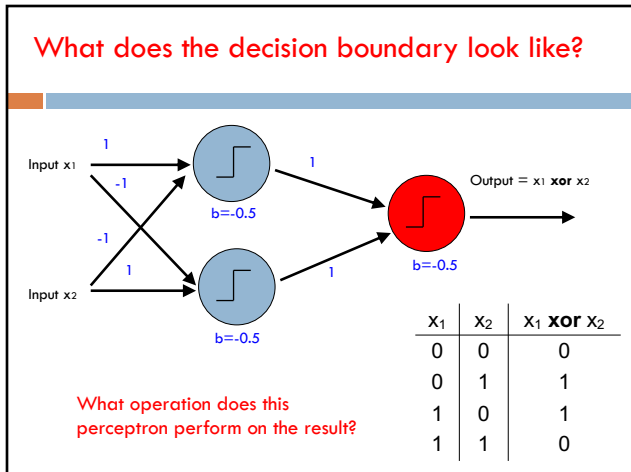 What does the decision boundary look like?
1
Input x₁
-1
b=-0.5
1
Output = x₁ xor x₂
-1
1
Input x₂
b=-0.5
1
b=-0.5
x₁ x₂ x₁ xor x₂
0 0 0
0 1 1
1 0 1
1 1 0
What operation does this
perceptron perform on the result?